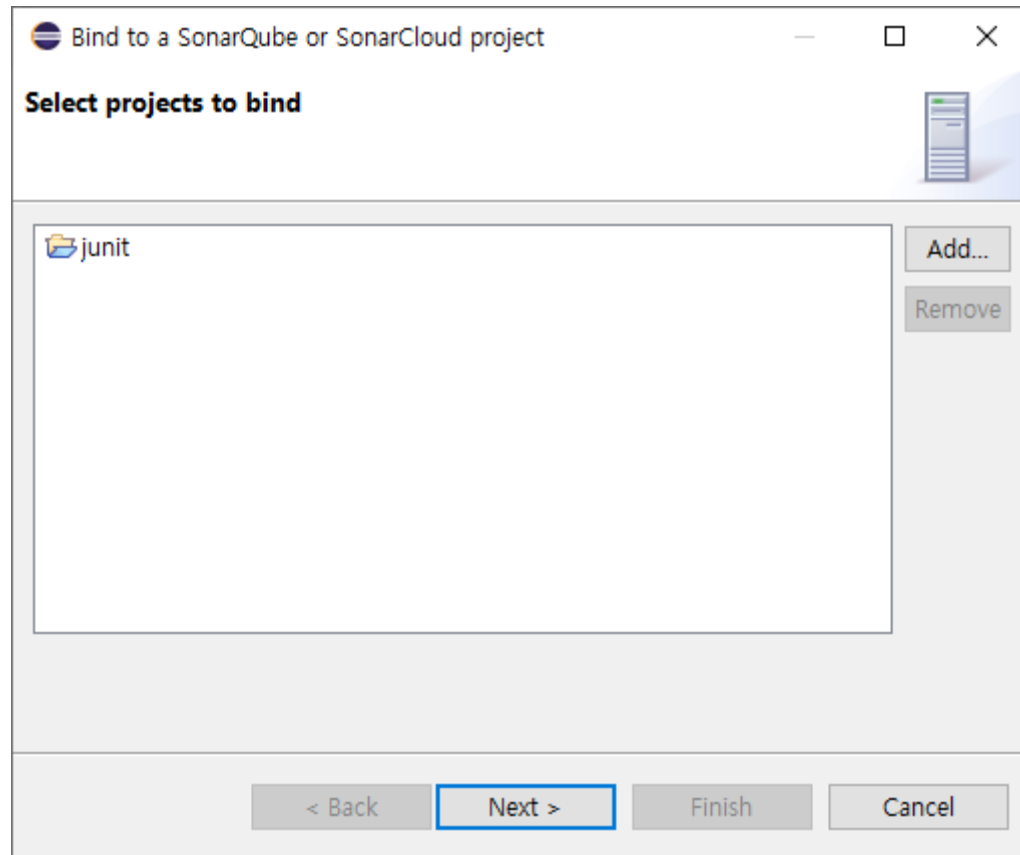 Bind to a SonarQube or SonarCloud project
Select projects to bind
junit
Add...
Remove
< Back
Next >
Finish
Cancel